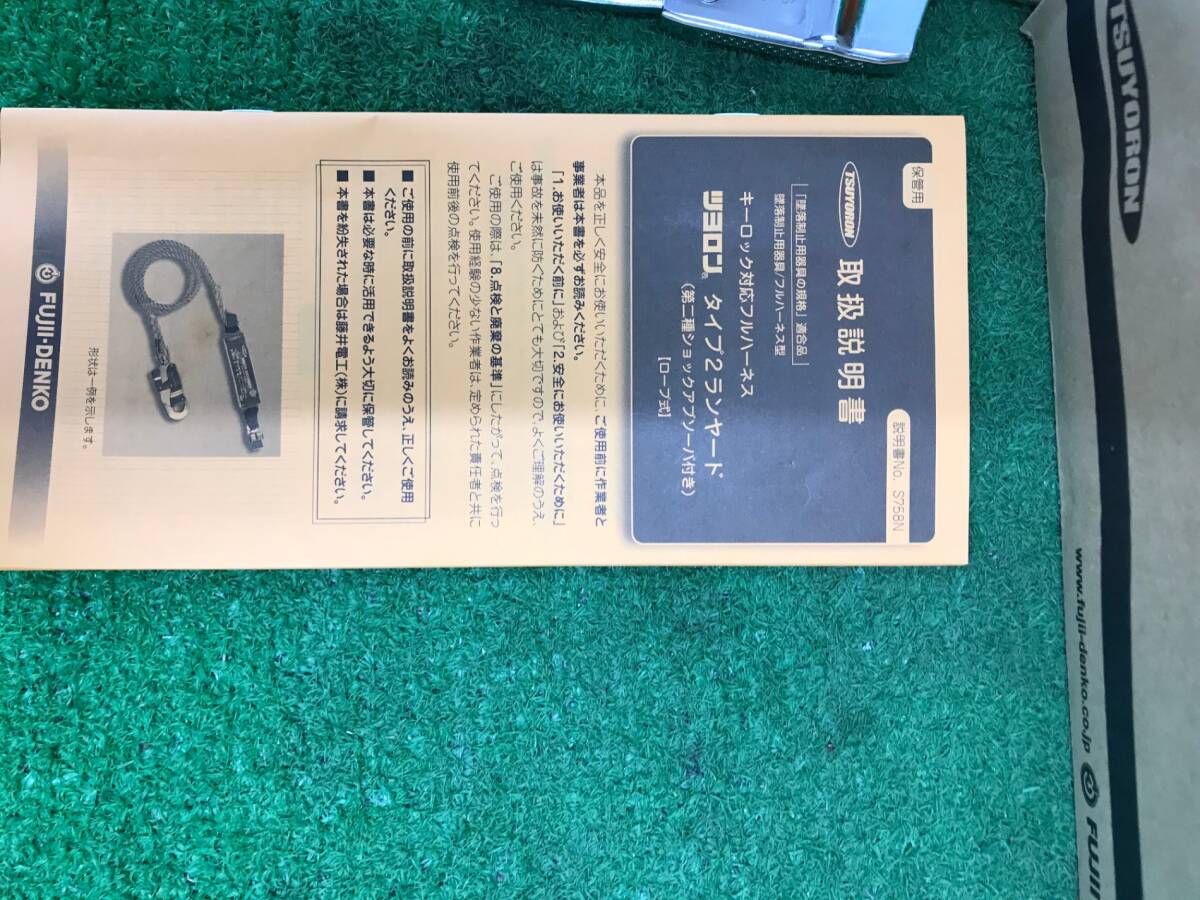 保管用
説明書No. S758N
TSUYORON
取扱説明書
「墜落制止用器具の規格」適合品
墜落制止用器具/フルハーネス型
キーロック対応フルハーネス
ツヨロン® タイプ2ランヤード
(第二種ショックアブソーバ付き)
【ロープ式】
本品を正しく安全にお使いいただくために、ご使用前に作業者と
事業者は本書を必ずお読みください。
「1.お使いいただく前に」および「2.安全にお使いいただくために」
は事故を未然に防ぐためにとても大切ですので、よくご理解のうえ、
ご使用ください。
ご使用の際は、「8.点検と廃棄の基準」にしたがって、点検を行っ
てください。使用経験の少ない作業者は、定められた責任者と共に
使用前後の点検を行ってください。
■ご使用の前に取扱説明書をよくお読みのうえ、正しくご使用
ください。
■本書は必要な時に活用できるよう大切に保管してください。
■本書を紛失された場合は藤井電工(株)に請求してください。
形状は一例を示します。
FUJII-DENKO
TSUYORON
www.fujii-denko.co.jp
FUJII